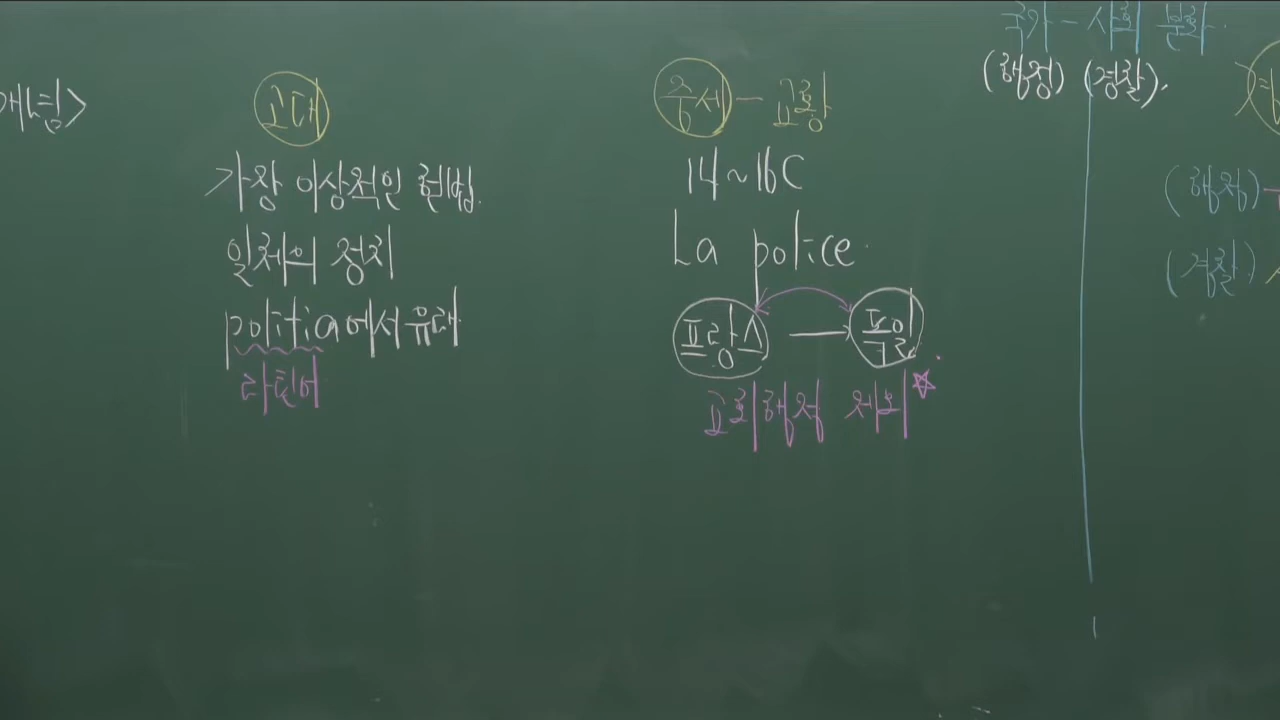 개념>
고대
가장 이상적인 헌법
일체의 정치
politia에서 유래
라틴어
중세 - 교황
14~16C
La police
프랑스 → 독일
교회행정 제외
국가 - 사회 분화
(행정) (경찰).
(행정)
(경찰)